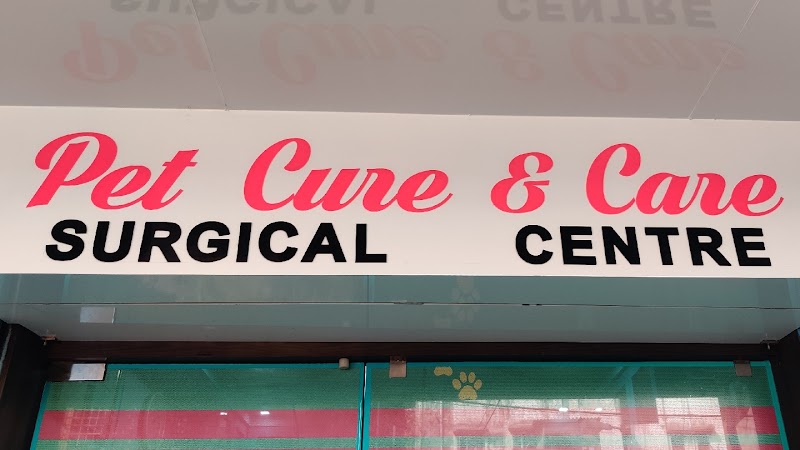 Pet Cure & Care
SURGICAL CENTRE